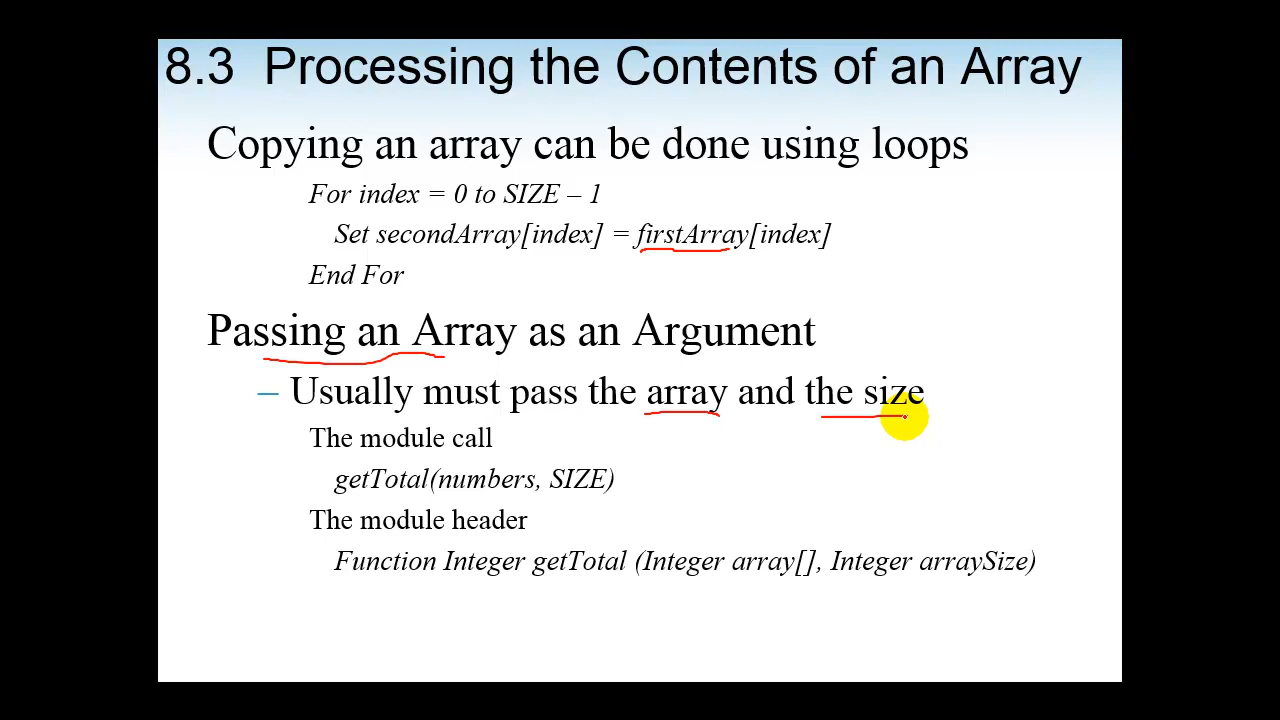 8.3 Processing the Contents of an Array
Copying an array can be done using loops
For index = 0 to SIZE – 1
Set secondArray[index] = firstArray[index]
End For
Passing an Array as an Argument
– Usually must pass the array and the size
The module call
getTotal(numbers, SIZE)
The module header
Function Integer getTotal (Integer array[], Integer arraySize)